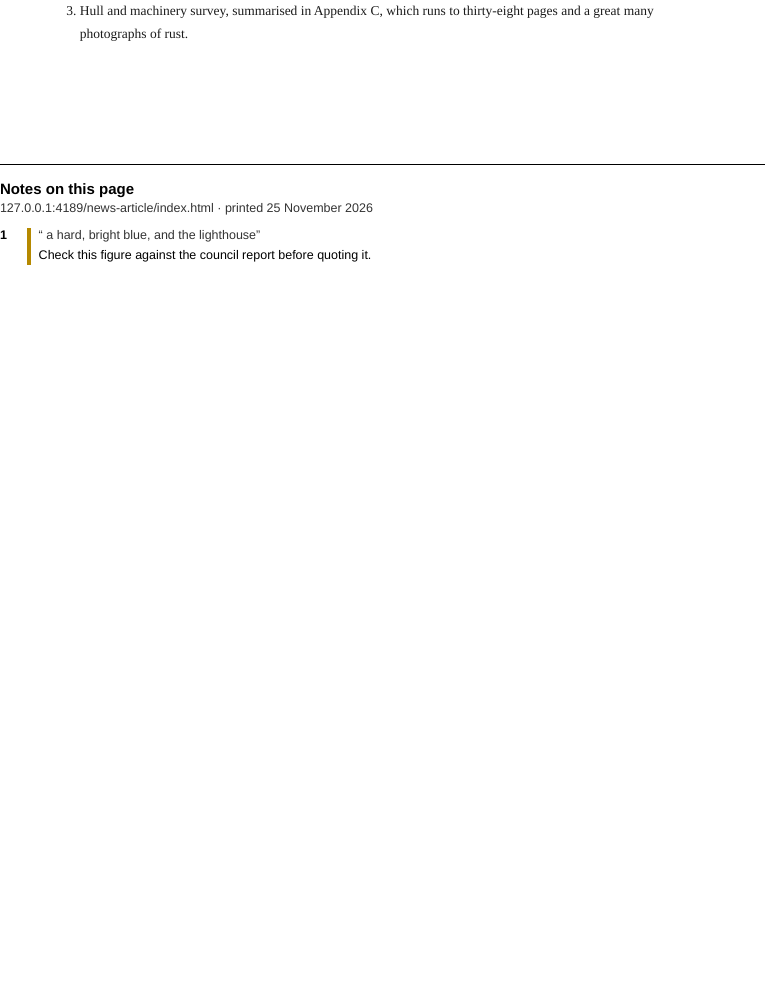 3. Hull and machinery survey, summarised in Appendix C, which runs to thirty-eight pages and a great many
photographs of rust.
Notes on this page
127.0.0.1:4189/news-article/index.html · printed 25 November 2026
1
“ a hard, bright blue, and the lighthouse”
Check this figure against the council report before quoting it.